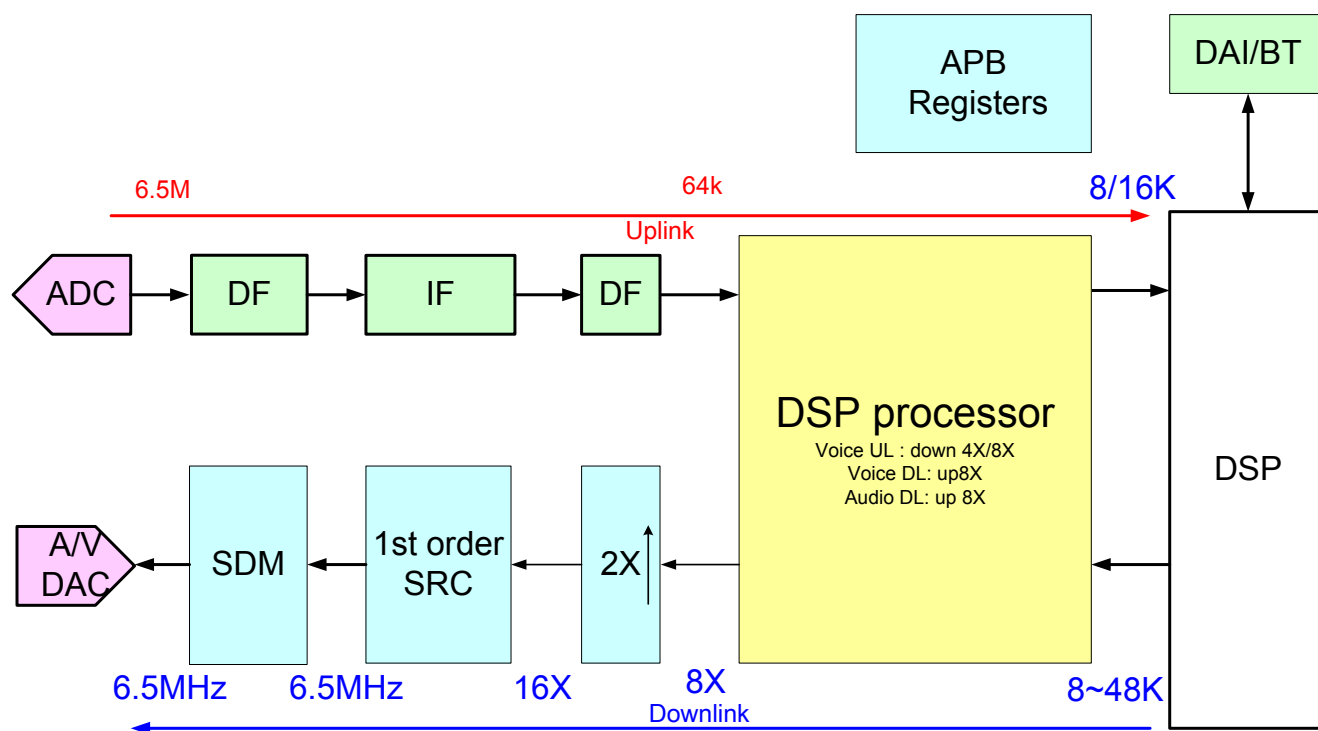 APB
Registers
DAI/BT
6.5M
64k
8/16K
Uplink
ADC
DF
IF
DF
DSP processor
Voice UL : down 4X/8X
Voice DL: up8X
Audio DL: up 8X
DSP
A/V
DAC
SDM
1st order
SRC
2X
6.5MHz
6.5MHz
16X
8X
8~48K
Downlink